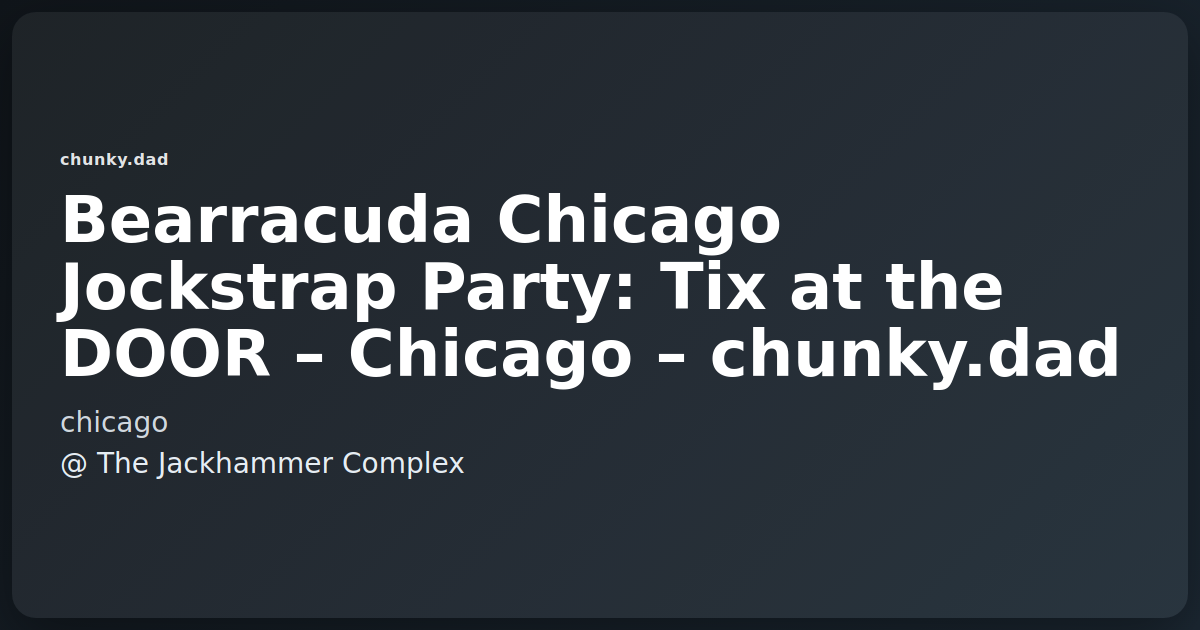 chunky.dad
Bearracuda Chicago
Jockstrap Party: Tix at the
DOOR – Chicago – chunky.dad
chicago
@ The Jackhammer Complex